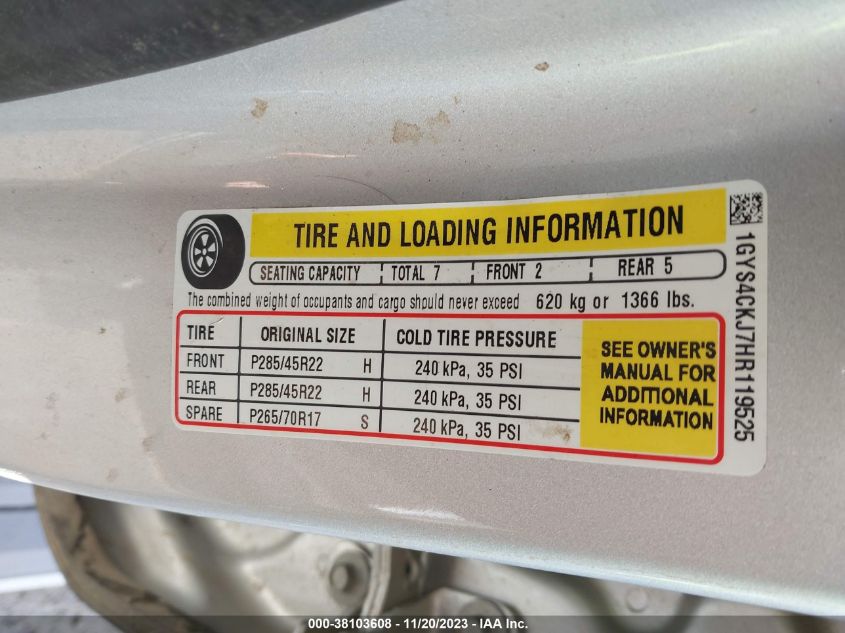 TIRE AND LOADING INFORMATION
SEATING CAPACITY TOTAL 7 FRONT 2 REAR 5
The combined weight of occupants and cargo should never exceed 620 kg or 1366 lbs.
TIRE ORIGINAL SIZE COLD TIRE PRESSURE
FRONT P285/45R22 H 240 kPa, 35 PSI
REAR P285/45R22 H 240 kPa, 35 PSI
SPARE P265/70R17 S 240 kPa, 35 PSI
SEE OWNER'S
MANUAL FOR
ADDITIONAL
INFORMATION
1GYS4CKJ7HR119525
000-38103608 - 11/20/2023 - IAA Inc.